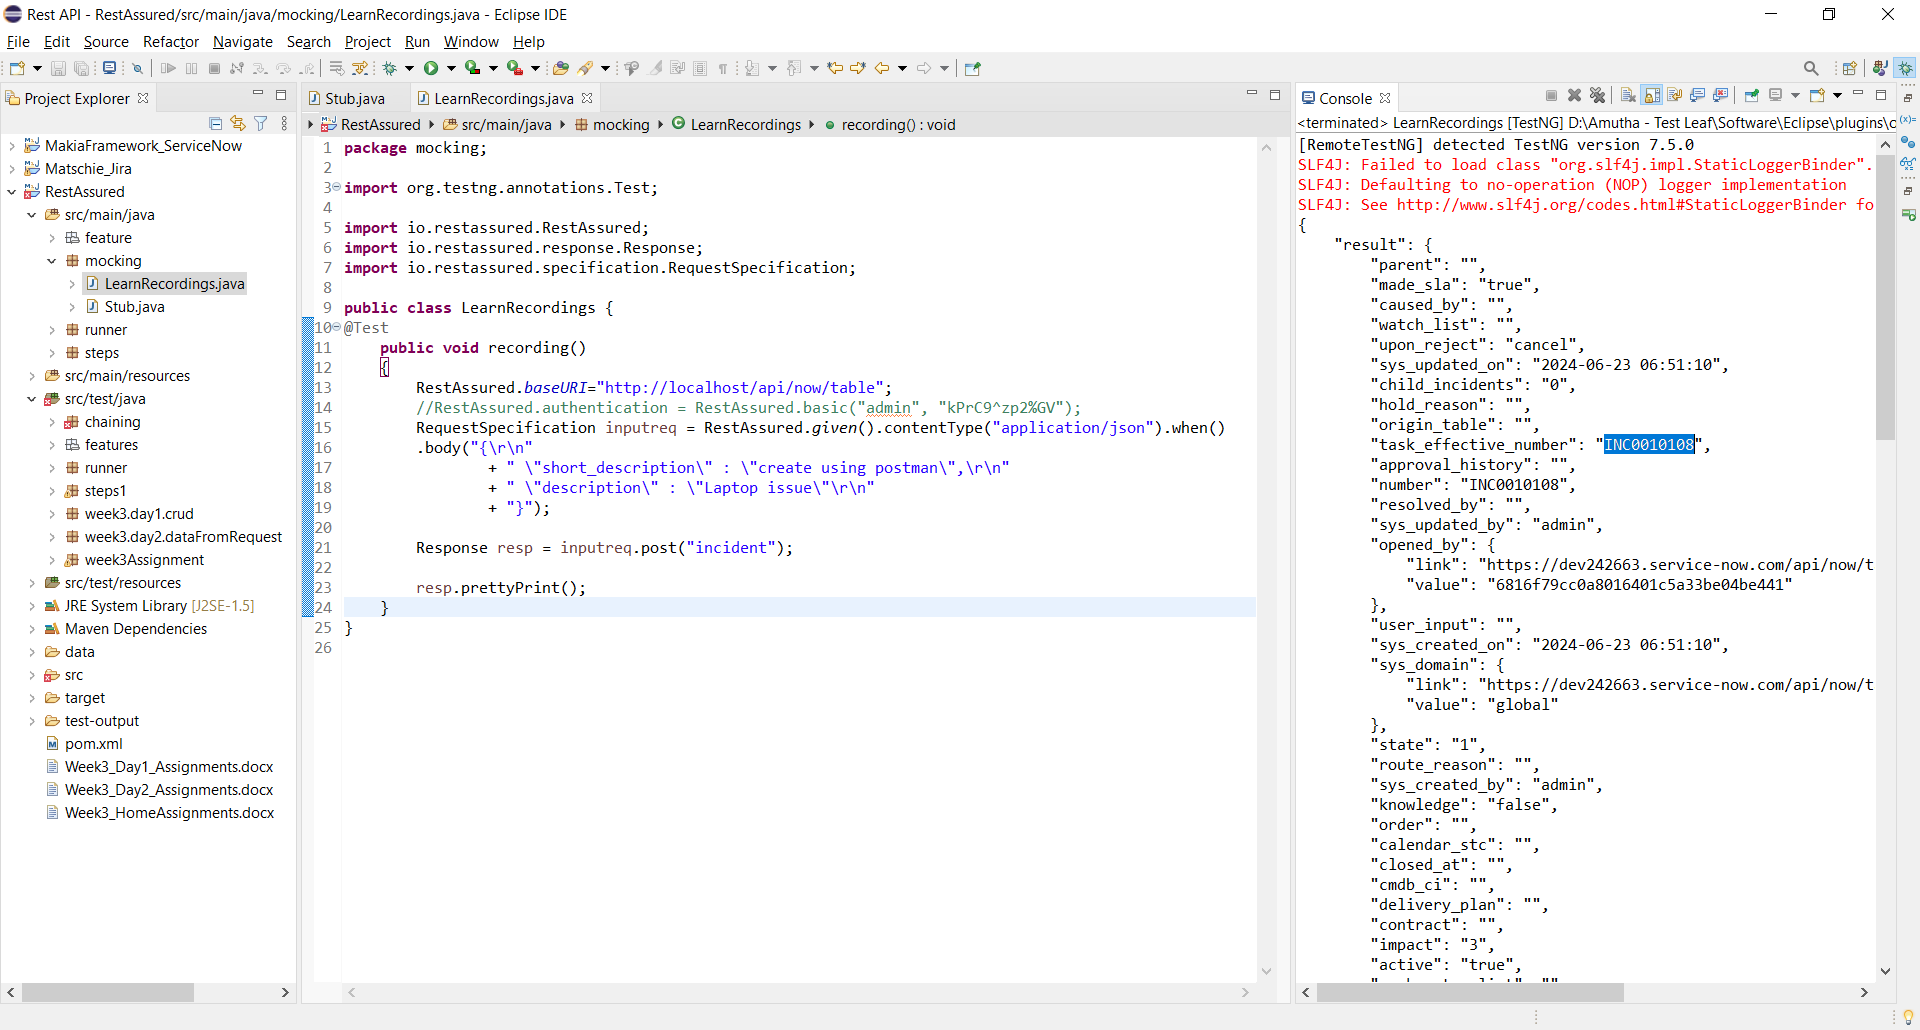 Rest API - RestAssured/src/main/java/mocking/LearnRecordings.java - Eclipse IDE
File Edit Source Refactor Navigate Search Project Run Window Help
Project Explorer
MakiaFramework_ServiceNow
Matschie_Jira
RestAssured
src/main/java
feature
mocking
LearnRecordings.java
Stub.java
runner
steps
src/main/resources
src/test/java
chaining
features
runner
steps1
week3.day1.crud
week3.day2.dataFromRequest
week3Assignment
src/test/resources
JRE System Library [J2SE-1.5]
Maven Dependencies
data
src
target
test-output
pom.xml
Week3_Day1_Assignments.docx
Week3_Day2_Assignments.docx
Week3_HomeAssignments.docx
Stub.java LearnRecordings.java
RestAssured src/main/java mocking LearnRecordings recording() : void
1 package mocking;
2
3 import org.testng.annotations.Test;
4
5 import io.restassured.RestAssured;
6 import io.restassured.response.Response;
7 import io.restassured.specification.RequestSpecification;
8
9 public class LearnRecordings {
10 @Test
11 public void recording()
12 {
13 RestAssured.baseURI="http://localhost/api/now/table";
14 //RestAssured.authentication = RestAssured.basic("admin", "kPrC9^zp2%GV");
15 RequestSpecification inputreq = RestAssured.given().contentType("application/json").when()
16 .body("{\r\n"
17 + " \"short_description\" : \"create using postman\",\r\n"
18 + " \"description\" : \"Laptop issue\"\r\n"
19 + "}");
20
21 Response resp = inputreq.post("incident");
22
23 resp.prettyPrint();
24 }
25 }
26
Console
<terminated> LearnRecordings [TestNG] D:\Amutha - Test Leaf\Software\Eclipse\plugins\
[RemoteTestNG] detected TestNG version 7.5.0
SLF4J: Failed to load class "org.slf4j.impl.StaticLoggerBinder".
SLF4J: Defaulting to no-operation (NOP) logger implementation
SLF4J: See http://www.slf4j.org/codes.html#StaticLoggerBinder fo
{
"result": {
"parent": "",
"made_sla": "true",
"caused_by": "",
"watch_list": "",
"upon_reject": "cancel",
"sys_updated_on": "2024-06-23 06:51:10",
"child_incidents": "0",
"hold_reason": "",
"origin_table": "",
"task_effective_number": "INC0010108",
"approval_history": "",
"number": "INC0010108",
"resolved_by": "",
"sys_updated_by": "admin",
"opened_by": {
"link": "https://dev242663.service-now.com/api/now/t
"value": "6816f79cc0a8016401c5a33be04be441"
},
"user_input": "",
"sys_created_on": "2024-06-23 06:51:10",
"sys_domain": {
"link": "https://dev242663.service-now.com/api/now/t
"value": "global"
},
"state": "1",
"route_reason": "",
"sys_created_by": "admin",
"knowledge": "false",
"order": "",
"calendar_stc": "",
"closed_at": "",
"cmdb_ci": "",
"delivery_plan": "",
"contract": "",
"impact": "3",
"active": "true",